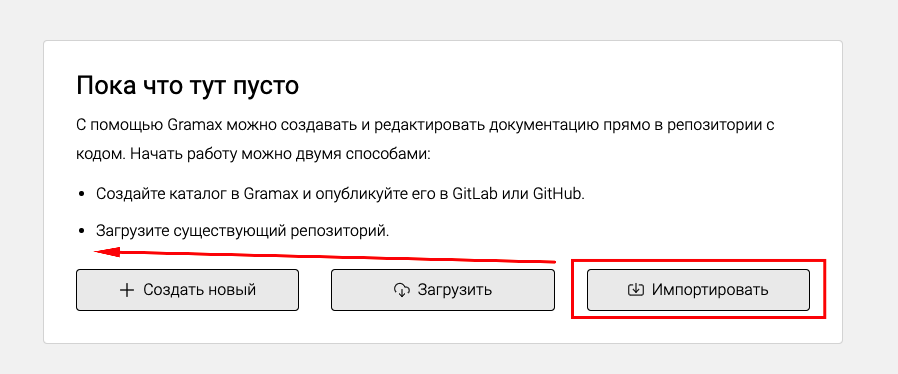 Пока что тут пусто
С помощью Gramax можно создавать и редактировать документацию прямо в репозитории с
кодом. Начать работу можно двумя способами:
• Создайте каталог в Gramax и опубликуйте его в GitLab или GitHub.
• Загрузите существующий репозиторий.
Создать новый
Загрузить
Импортировать